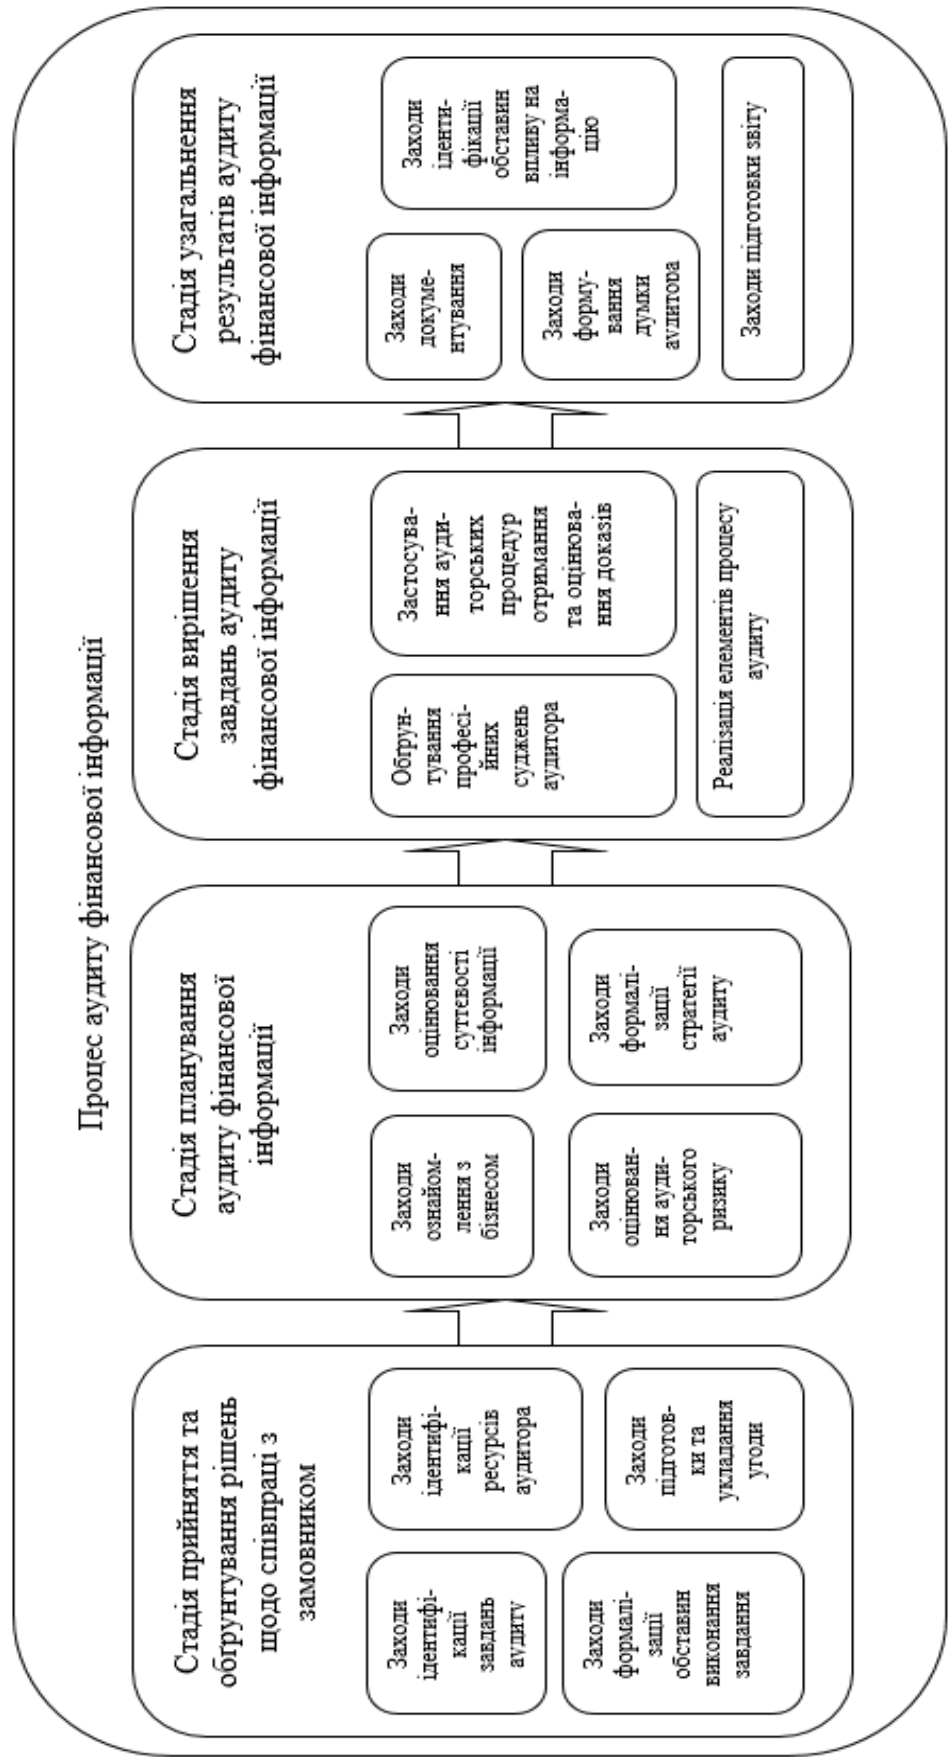 Процес аудиту фінансової інформації
Стадія прийняття та
обґрунтування рішень
щодо співпраці з
замовником
Заходи
ідентифі-
кації
завдань
аудиту
Заходи
ідентифі-
кації
ресурсів
аудитора
Заходи
формалі-
зації
обставин
виконання
завдання
Заходи
підготов-
ки та
укладання
угоди
Стадія планування
аудиту фінансової
інформації
Заходи
ознайом-
лення з
бізнесом
Заходи
оцінювання
суттєвості
інформації
Заходи
оцінюван-
ня ауди-
торського
ризику
Заходи
формалі-
зації
стратегії
аудиту
Стадія вирішення
завдань аудиту
фінансової інформації
Обґрун-
тування
професі-
йних
суджень
аудитора
Застосува-
ння ауди-
торських
процедур
отримання
та оцінюва-
ння доказів
Реалізація елементів процесу
аудиту
Стадія узагальнення
результатів аудиту
фінансової інформації
Заходи
докуме-
нтування
Заходи
іденти-
фікації
обставин
впливу на
інформа-
цію
Заходи
форму-
вання
думки
аудитора
Заходи підготовки звіту